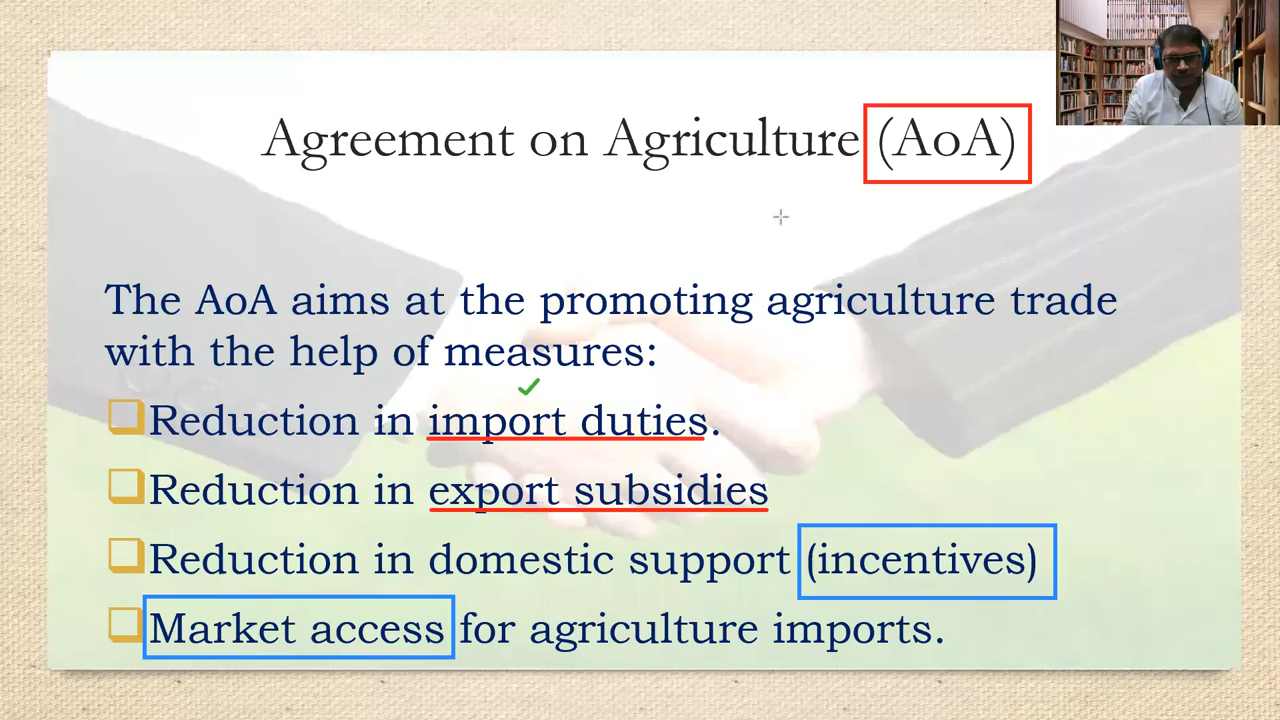 Agreement on Agriculture (AoA)
The AoA aims at the promoting agriculture trade
with the help of measures:
Reduction in import duties.
Reduction in export subsidies
Reduction in domestic support (incentives)
Market access for agriculture imports.